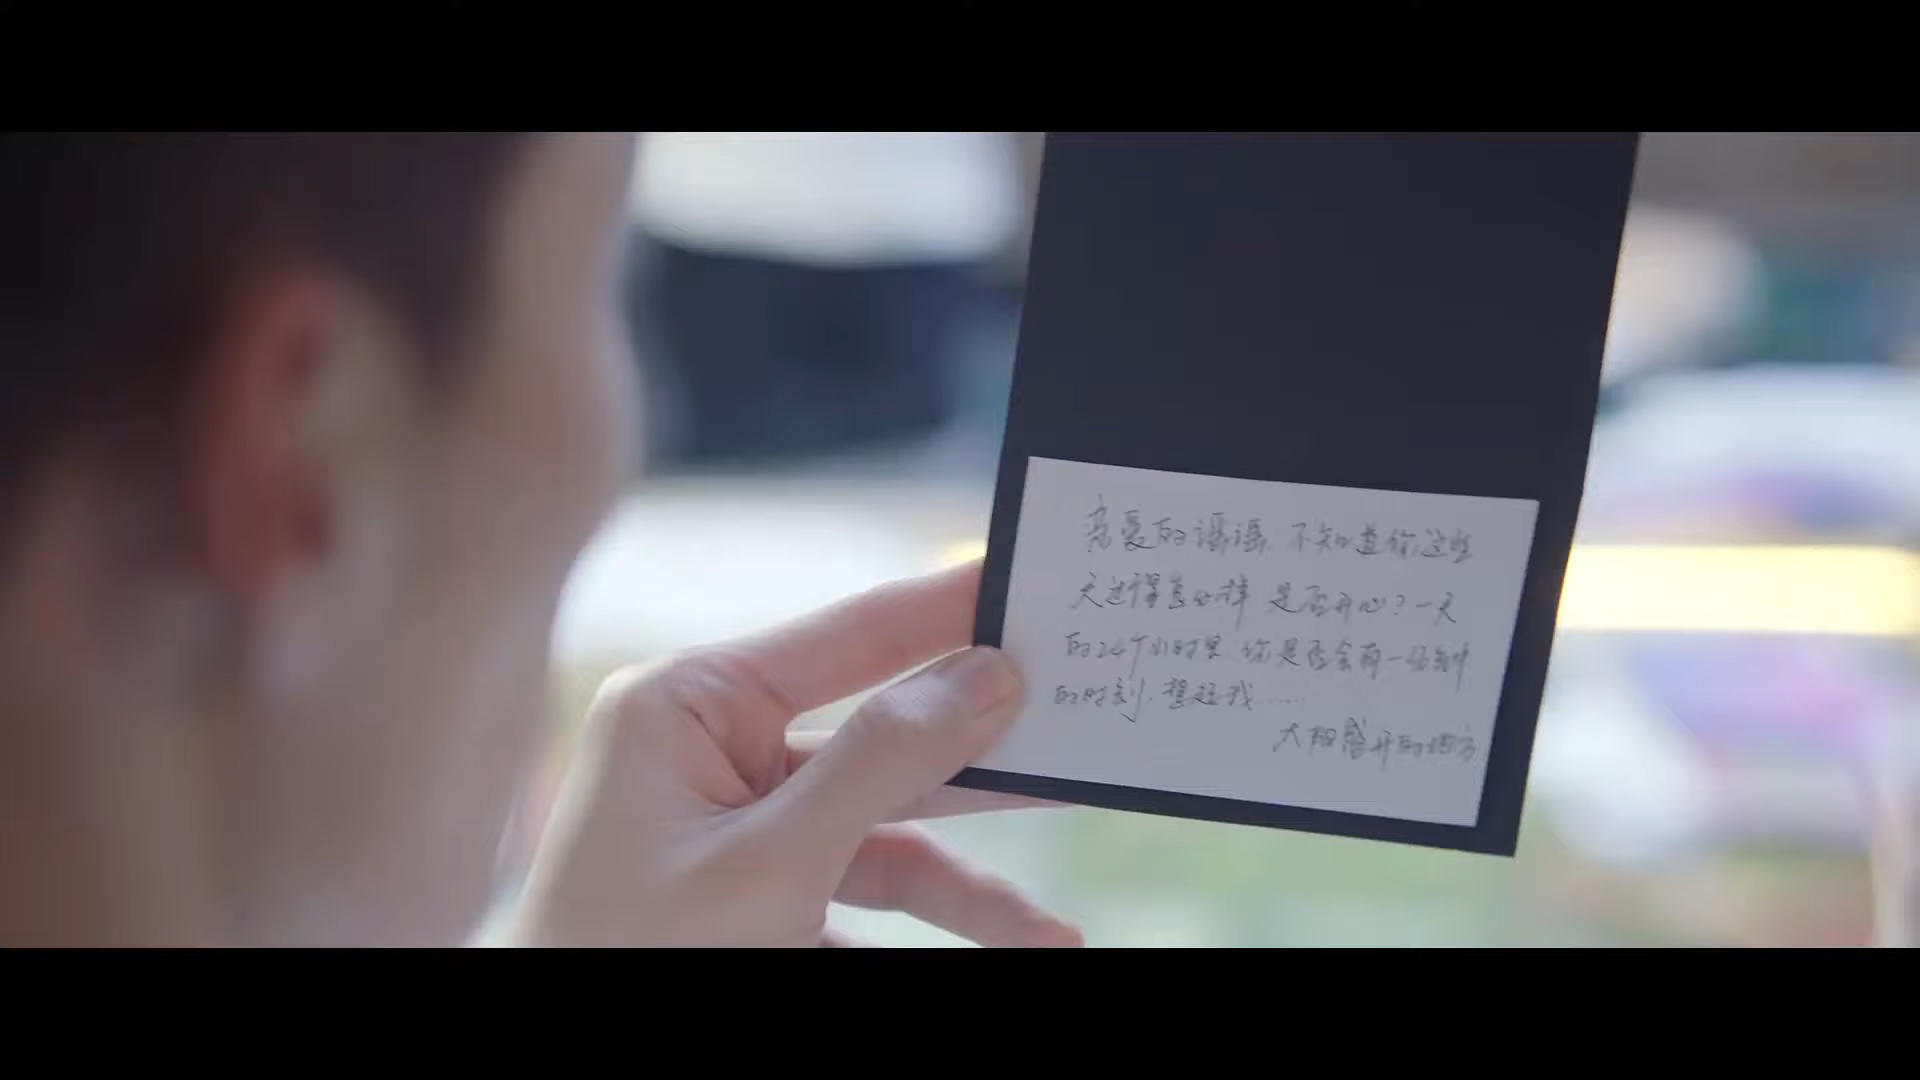 亲爱的谣谣,不知道你这些
天过得怎么样 是否开心?一天
的24个小时里 你是否会有一分钟
的时刻,想起我……
太阳盛开的地方